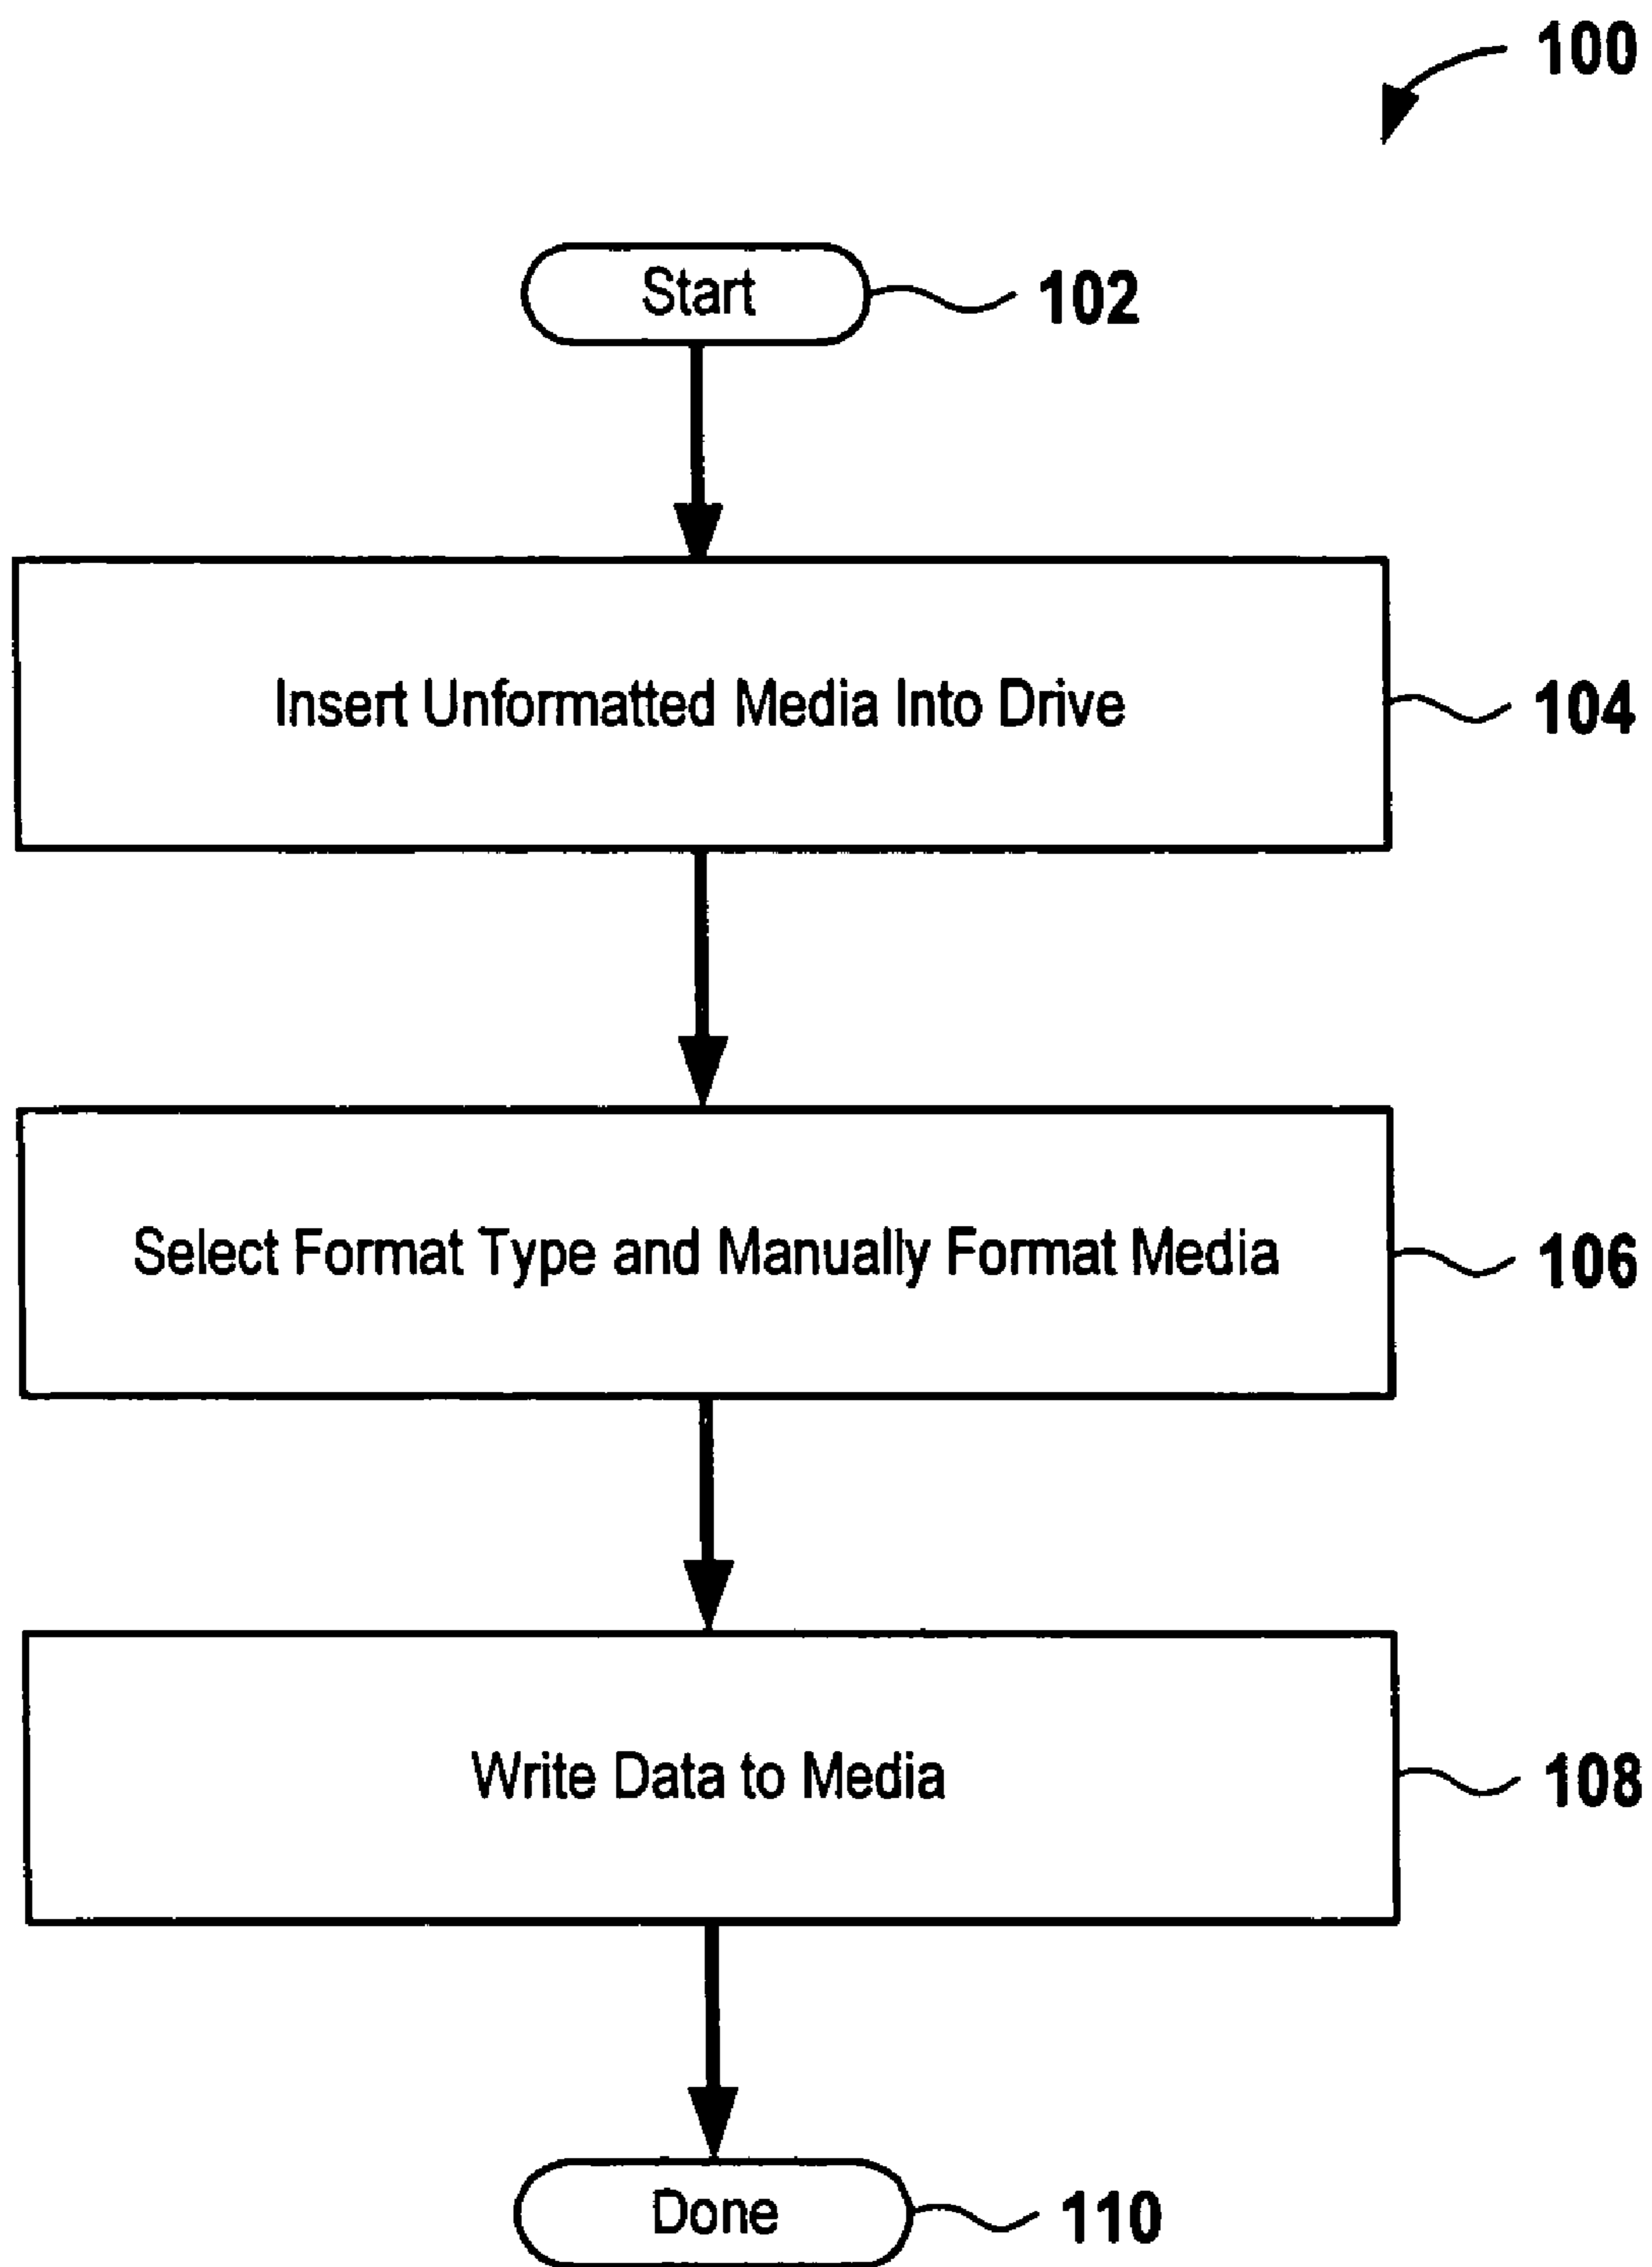 100
Start 102
Insert Unformatted Media Into Drive 104
Select Format Type and Manually Format Media 106
Write Data to Media 108
Done 110